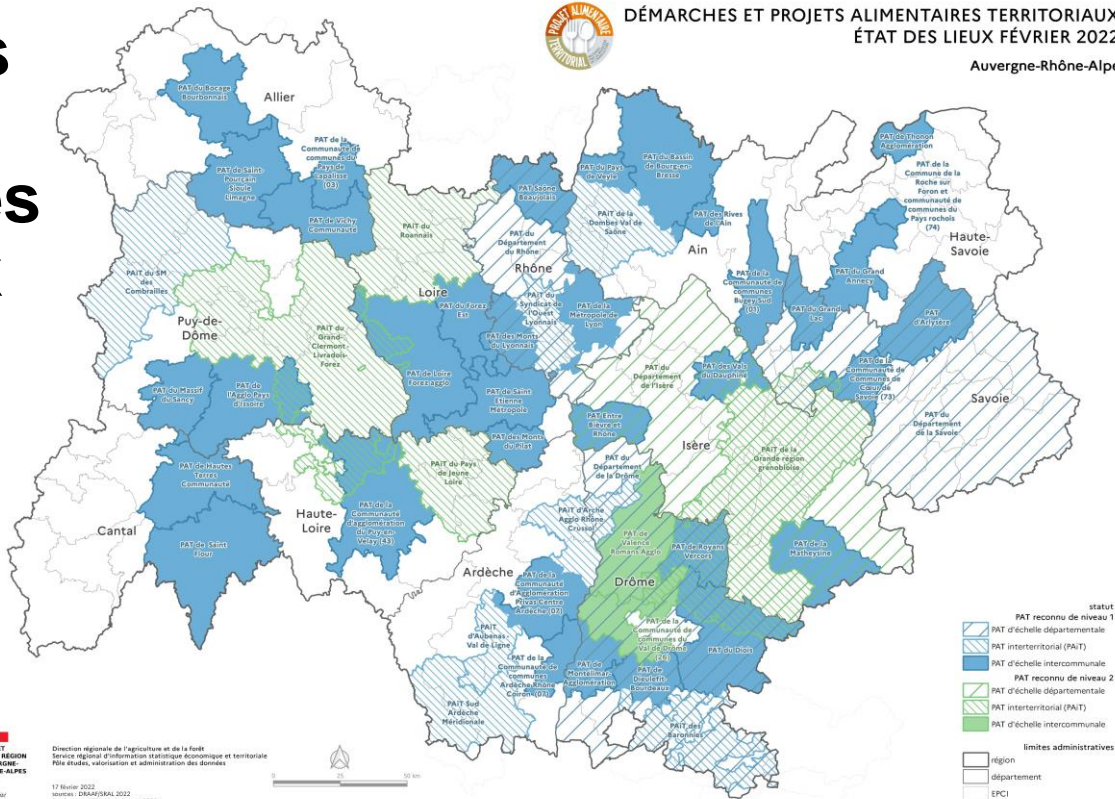 s
es
PROJET ALIMENTAIRE
TERRITORIAL
DÉMARCHES ET PROJETS ALIMENTAIRES TERRITORIAUX
ÉTAT DES LIEUX FÉVRIER 2022
Auvergne-Rhône-Alpe
PAT du Bocage
Bourbonnais
Allier
PAT de la
Communauté de
communes du
Pays de
Lapalisse
(03)
PAT de Saint
Pourçain
Sioule
Limagne
PAT de Vichy
Communauté
PAiT du SM
des
Combrailles
Puy-de-
Dôme
PAiT du
Grand-
Clermont-
Livradois-
Forez
PAT du Massif
du Sancy
PAT de
l'Agglo Pays
d'Issoire
PAT de Hautes
Terres
Communauté
Cantal
PAT de Saint
Flour
Haute-
Loire
PAT de la
Communauté
d'agglomération
du Puy-en-
Velay (43)
PAiT du Pays
de Jeune
Loire
PAiT du
Roannais
Loire
PAT du Forez
Est
PAT de Loire
Forez agglo
PAT des Monts
du Lyonnais
PAT de Saint
Etienne
Métropole
PAT des Monts
du Pilat
PAT Saône
Beaujolais
PAT du
Département
du Rhône
Rhône
PAiT du
Syndicat de
l'Ouest
Lyonnais
PAT de la
Métropole de
Lyon
PAT du Pays
de Veyle
PAT du Bassin
de Bourg-en-
Bresse
PAiT de la
Dombes Val de
Saône
PAT des Rives
de l'Ain
Ain
PAT de la
Communauté de
communes
Bugey Sud
(01)
PAT de Thonon
Agglomération
PAT de la
Commune de la
Roche sur
Foron et
communauté de
communes du
Pays rochois
(74)
Haute-
Savoie
PAT du Grand
Annecy
PAT du Grand
Lac
PAT
d'Arlysère
PAT de la
Communauté de
Communes de
Cœur de
Savoie (73)
Savoie
PAT du
Département
de la Savoie
PAT du
Département
de l'Isère
PAT des Vals
du Dauphiné
PAT Entre
Bièvre et
Rhône
Isère
PAiT de la
Grande région
grenobloise
PAT de la
Matheysine
PAT du
Département
de la Drôme
PAiT d'Arche
Agglo Rhône
Crussol
PAT de
Valence
Romans Agglo
PAT de Royans
Vercors
Drôme
PAT de la
Communauté de
communes du
Val de Drôme
(26)
PAT du Diois
Ardèche
PAT de la
Communauté
d'Agglomération
Privas Centre
Ardèche (07)
PAiT
d'Aubenas -
Val de Ligne
PAT de la
Communauté de
communes
Ardèche Rhône
Coiron (07)
PAiT Sud
Ardèche
Méridionale
PAT de
Montélimar-
Agglomération
PAT de
Dieulefit-
Bourdeaux
PAiT des
Baronnies
statut
PAT reconnu de niveau 1
PAT d'échelle départementale
PAT interterritorial (PAiT)
PAT d'échelle intercommunale
PAT reconnu de niveau 2
PAT d'échelle départementale
PAT interterritorial (PAiT)
PAT d'échelle intercommunale
limites administratives
région
département
EPCI
ET
RÉGION
RGNE-
E-ALPES
Direction régionale de l'agriculture et de la forêt
Service régional d'information statistique économique et territoriale
Pôle études, valorisation et administration des données
17 février 2022
sources : DRAAF/SRAL 2022
0 25 50 km